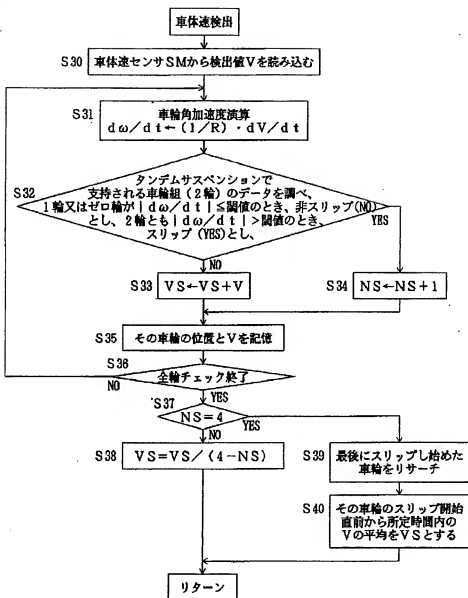 車体速検出
S30
車体速センサSMから検出値Vを読み込む
S31
車輪角加速度演算
dω/dt←(1/R)・dV/dt
S32
タンデムサスペンションで
支持される車輪組(2輪)のデータを調べ、
1輪又はゼロ輪が|dω/dt|≦閾値のとき、非スリップ(NO)
とし、2輪とも|dω/dt|>閾値のとき、
スリップ(YES)とし、
YES
NO
S33
VS←VS+V
S34
NS←NS+1
S35
その車輪の位置とVを記憶
S36
全輪チェック終了
NO
YES
S37
NS=4
YES
NO
S38
VS=VS/(4-NS)
S39
最後にスリップし始めた
車輪をリサーチ
S40
その車輪のスリップ開始
直前から所定時間内の
Vの平均をVSとする
リターン